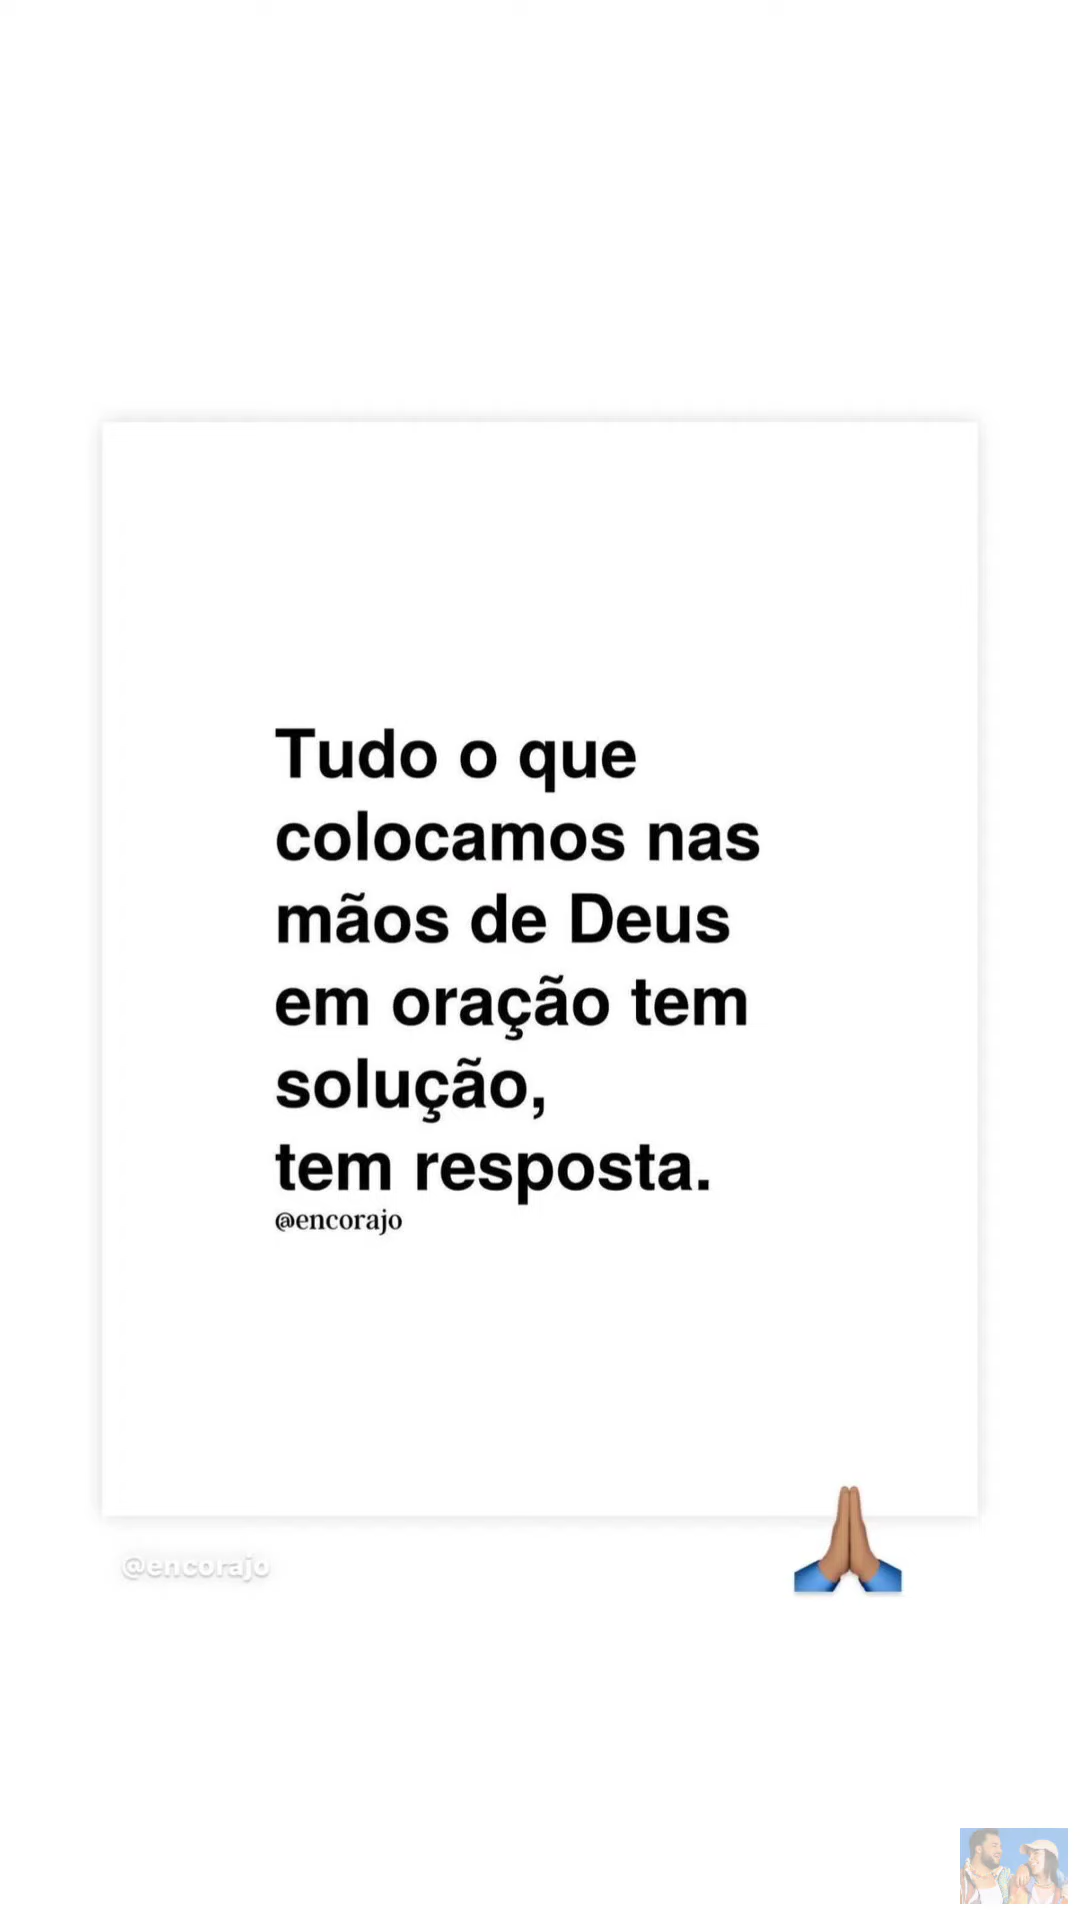 Tudo o que
colocamos nas
mãos de Deus
em oração tem
solução,
tem resposta.
@encorajo
@encorajo